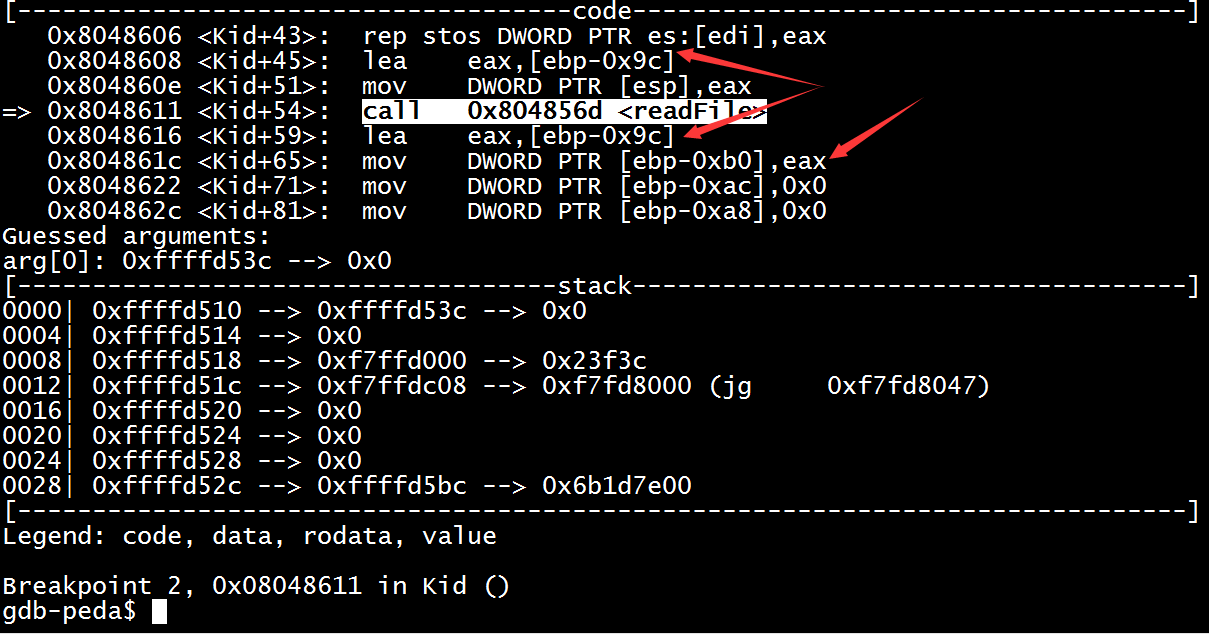 [-------------------------------------code-------------------------------------]
   0x8048606 <Kid+43>:	rep stos DWORD PTR es:[edi],eax
   0x8048608 <Kid+45>:	lea    eax,[ebp-0x9c]
   0x804860e <Kid+51>:	mov    DWORD PTR [esp],eax
=> 0x8048611 <Kid+54>:	call   0x804856d <readFile>
   0x8048616 <Kid+59>:	lea    eax,[ebp-0x9c]
   0x804861c <Kid+65>:	mov    DWORD PTR [ebp-0xb0],eax
   0x8048622 <Kid+71>:	mov    DWORD PTR [ebp-0xac],0x0
   0x804862c <Kid+81>:	mov    DWORD PTR [ebp-0xa8],0x0
Guessed arguments:
arg[0]: 0xffffd53c --> 0x0
[------------------------------------stack-------------------------------------]
0000| 0xffffd510 --> 0xffffd53c --> 0x0
0004| 0xffffd514 --> 0x0
0008| 0xffffd518 --> 0xf7ffd000 --> 0x23f3c
0012| 0xffffd51c --> 0xf7ffdc08 --> 0xf7fd8000 (jg     0xf7fd8047)
0016| 0xffffd520 --> 0x0
0020| 0xffffd524 --> 0x0
0024| 0xffffd528 --> 0x0
0028| 0xffffd52c --> 0xffffd5bc --> 0x6b1d7e00
[------------------------------------------------------------------------------]
Legend: code, data, rodata, value

Breakpoint 2, 0x08048611 in Kid ()
gdb-peda$